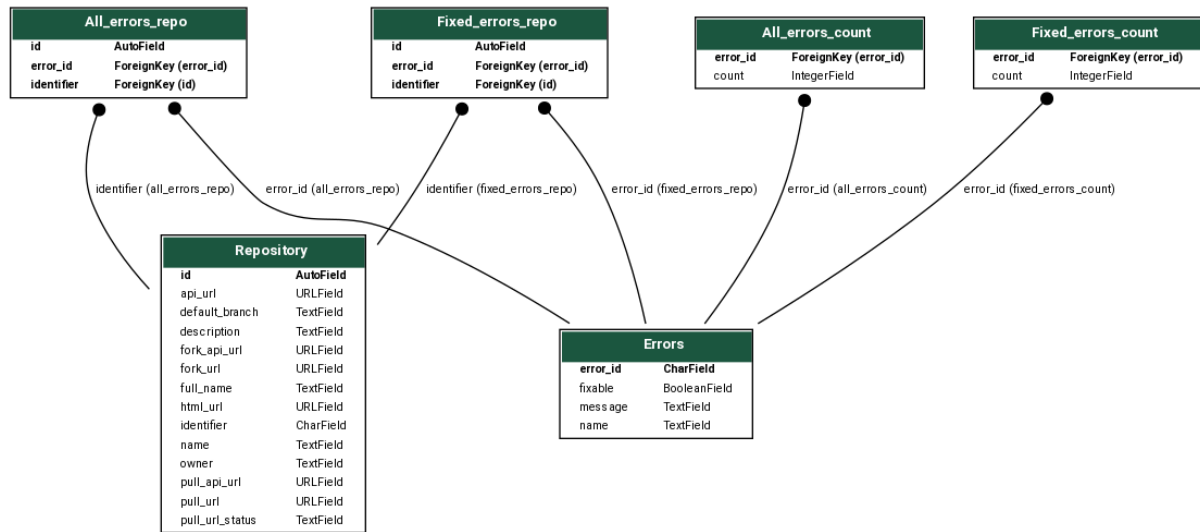 All_errors_repo
id AutoField
error_id ForeignKey (error_id)
identifier ForeignKey (id)
Fixed_errors_repo
id AutoField
error_id ForeignKey (error_id)
identifier ForeignKey (id)
All_errors_count
error_id ForeignKey (error_id)
count IntegerField
Fixed_errors_count
error_id ForeignKey (error_id)
count IntegerField
identifier (all_errors_repo)
error_id (all_errors_repo)
identifier (fixed_errors_repo)
error_id (fixed_errors_repo)
error_id (all_errors_count)
error_id (fixed_errors_count)
Repository
id AutoField
api_url URLField
default_branch TextField
description TextField
fork_api_url URLField
fork_url URLField
full_name TextField
html_url URLField
identifier CharField
name TextField
owner TextField
pull_api_url URLField
pull_url URLField
pull_url_status TextField
Errors
error_id CharField
fixable BooleanField
message TextField
name TextField